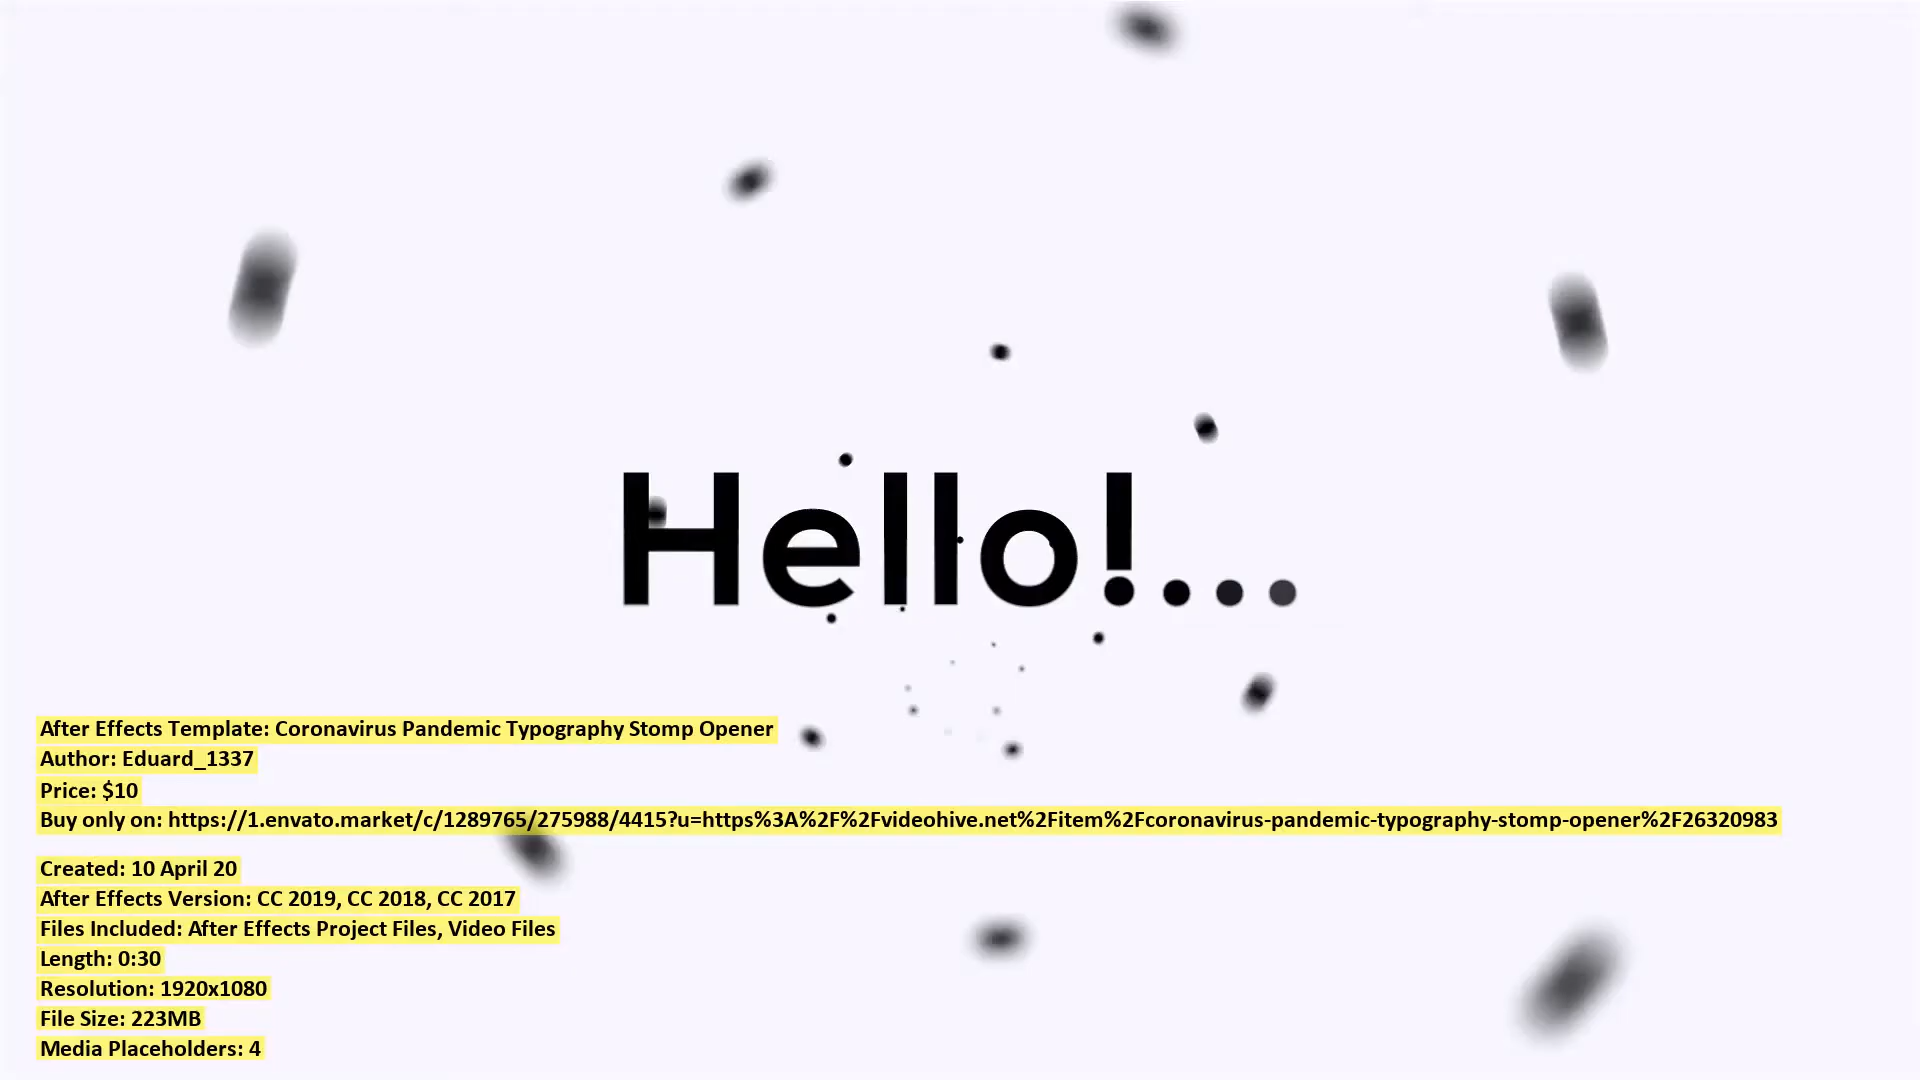 Hello!...
After Effects Template: Coronavirus Pandemic Typography Stomp Opener
Author: Eduard_1337
Price: $10
Buy only on: https://1.envato.market/c/1289765/275988/4415?u=https%3A%2F%2Fvideohive.net%2Fitem%2Fcoronavirus-pandemic-typography-stomp-opener%2F26320983
Created: 10 April 20
After Effects Version: CC 2019, CC 2018, CC 2017
Files Included: After Effects Project Files, Video Files
Length: 0:30
Resolution: 1920x1080
File Size: 223MB
Media Placeholders: 4